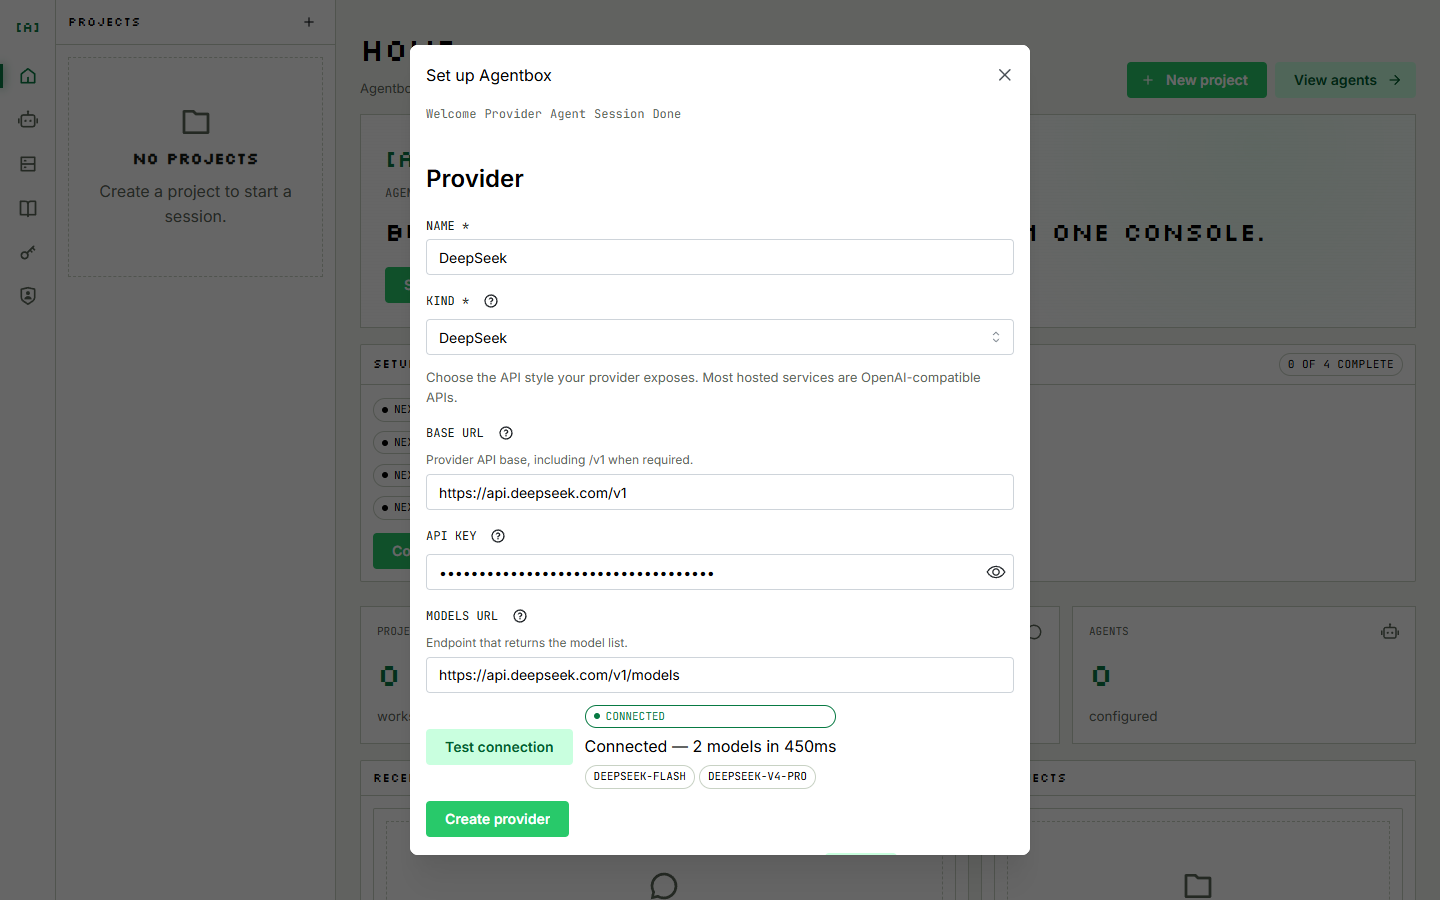 [A]
PROJECTS
NO PROJECTS
Create a project to start a
session.
New project
View agents
ONE CONSOLE.
0 OF 4 COMPLETE
AGENTS
0
configured
0
Set up Agentbox
Welcome Provider Agent Session Done
Provider
NAME *
DeepSeek
KIND *
DeepSeek
Choose the API style your provider exposes. Most hosted services are OpenAI-compatible
APIs.
BASE URL
Provider API base, including /v1 when required.
https://api.deepseek.com/v1
API KEY
•••••••••••••••••••••••••••••••••••
MODELS URL
Endpoint that returns the model list.
https://api.deepseek.com/v1/models
CONNECTED
Test connection
Connected — 2 models in 450ms
DEEPSEEK-FLASH
DEEPSEEK-V4-PRO
Create provider